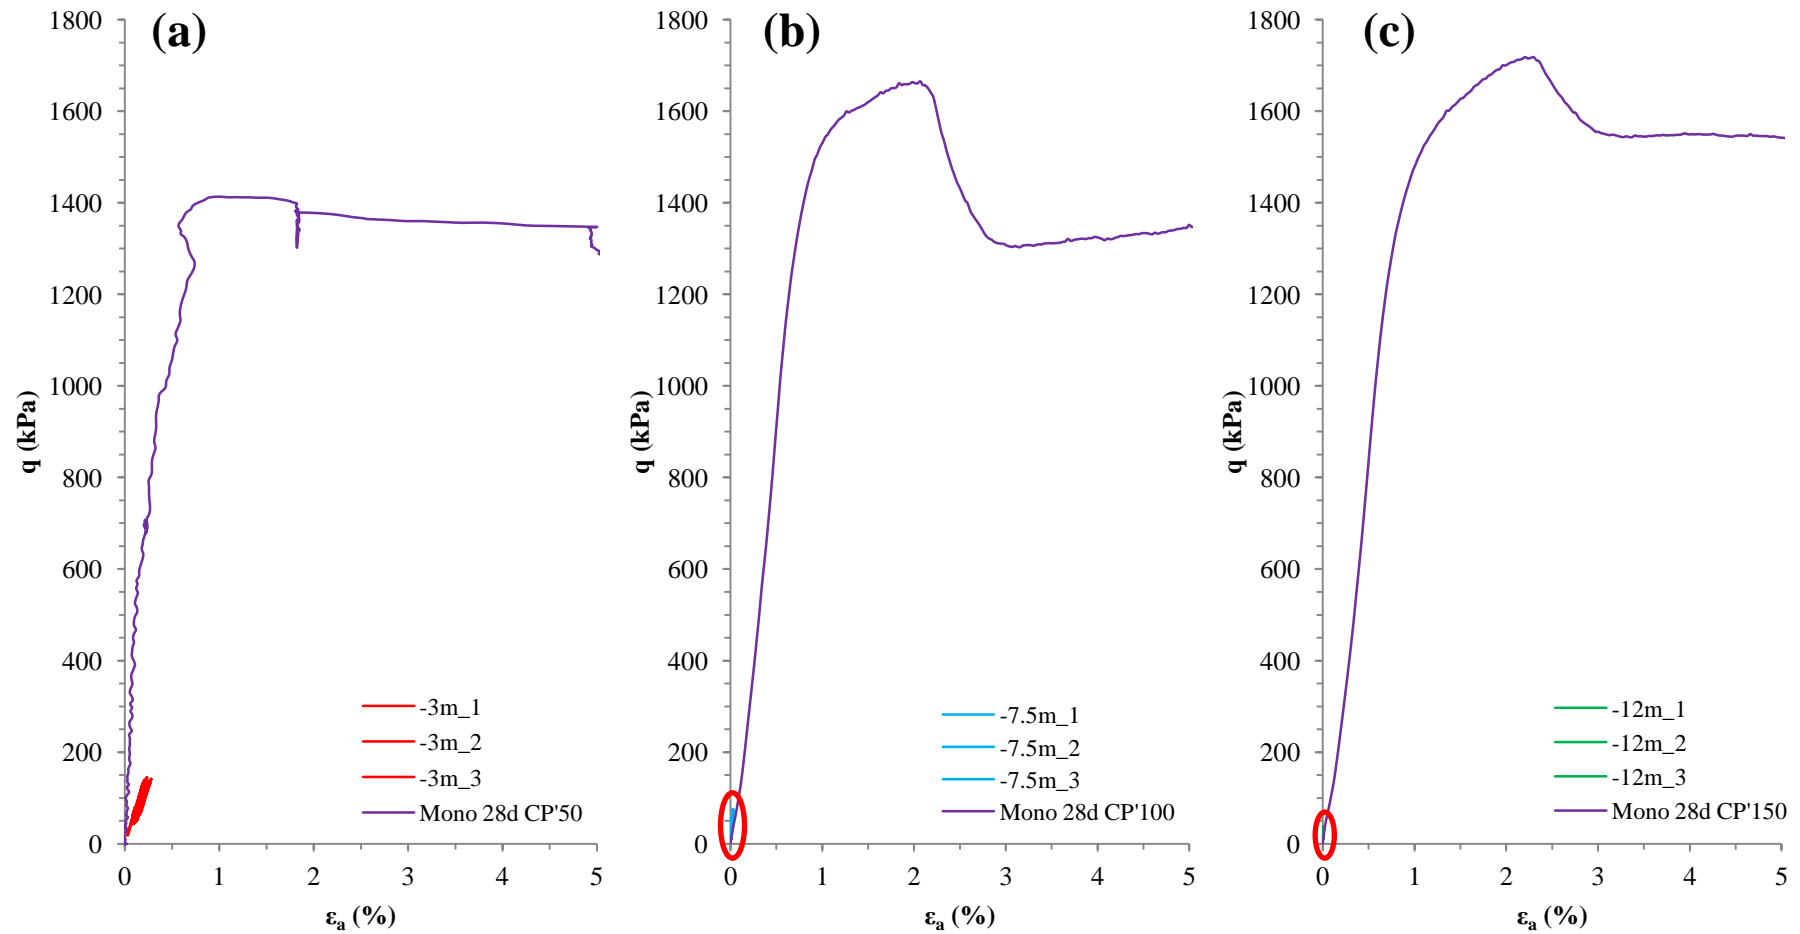 (a)
1800
1600
1400
1200
1000
800
600
400
200
0
q (kPa)
-3m_1
-3m_2
-3m_3
Mono 28d CP'50
0 1 2 3 4 5
εa (%)
(b)
1800
1600
1400
1200
1000
800
600
400
200
0
q (kPa)
-7.5m_1
-7.5m_2
-7.5m_3
Mono 28d CP'100
0 1 2 3 4 5
εa (%)
(c)
1800
1600
1400
1200
1000
800
600
400
200
0
q (kPa)
-12m_1
-12m_2
-12m_3
Mono 28d CP'150
0 1 2 3 4 5
εa (%)